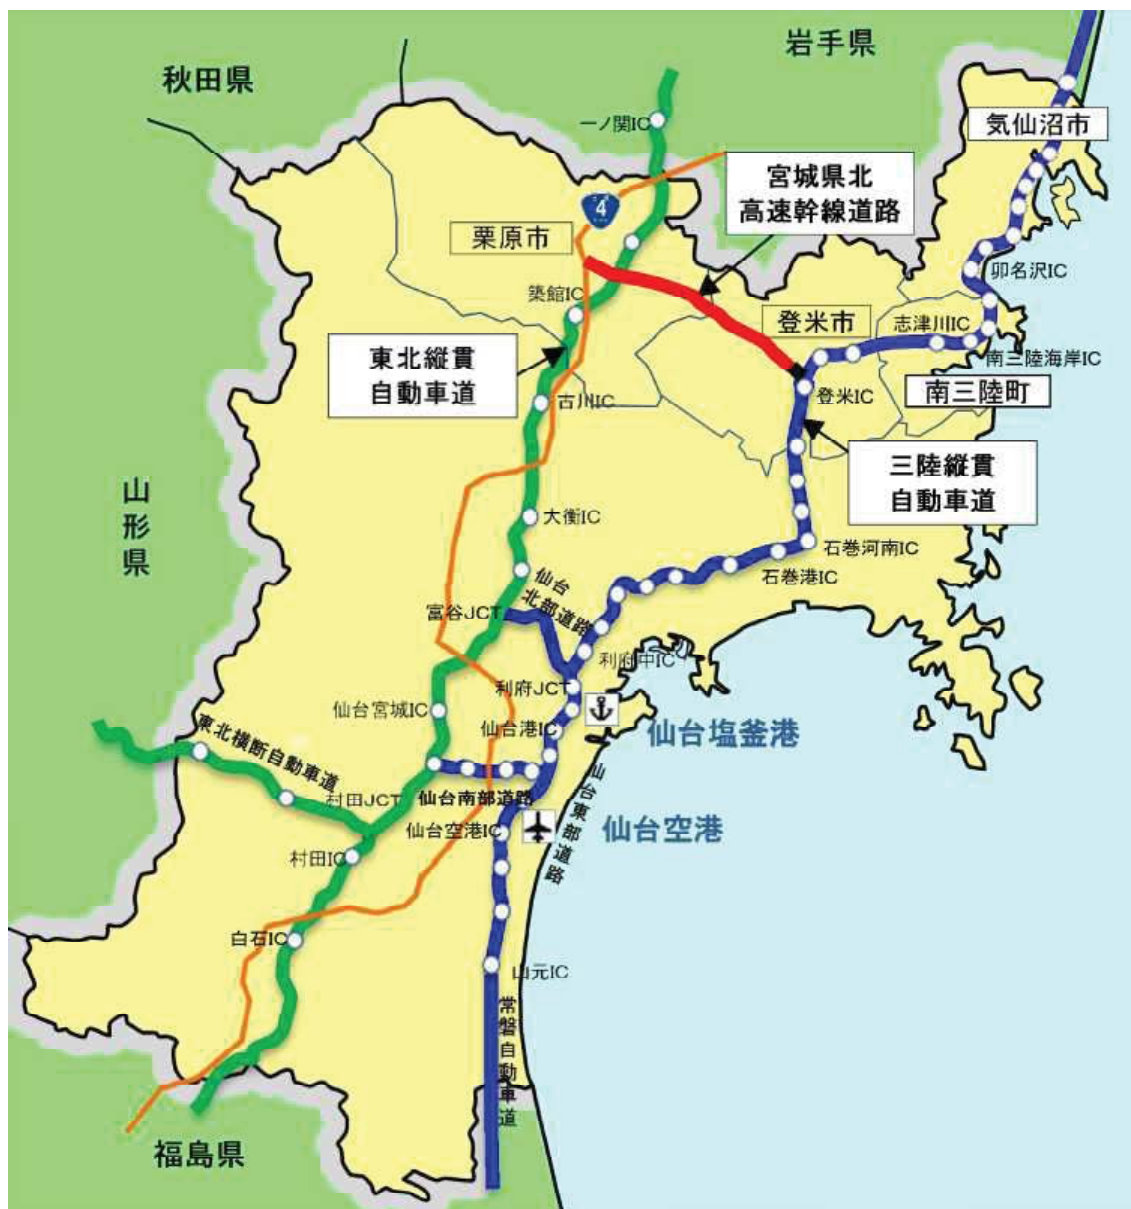 岩手県
秋田県
一ノ関IC
気仙沼市
宮城県北
高速幹線道路
4
栗原市
卯名沢IC
築館IC
登米市
志津川IC
東北縦貫
自動車道
南三陸海岸IC
南三陸町
登米IC
古川IC
三陸縦貫
自動車道
山形県
大衡IC
石巻河南IC
石巻港IC
仙台
北部道路
富谷JCT
利府中IC
利府JCT
仙台宮城IC
仙台港IC
仙台塩釜港
東北横断自動車道
村田JCT
仙台南部道路
仙台東部道路
仙台空港IC
仙台空港
村田IC
白石IC
山元IC
常磐自動車道
福島県